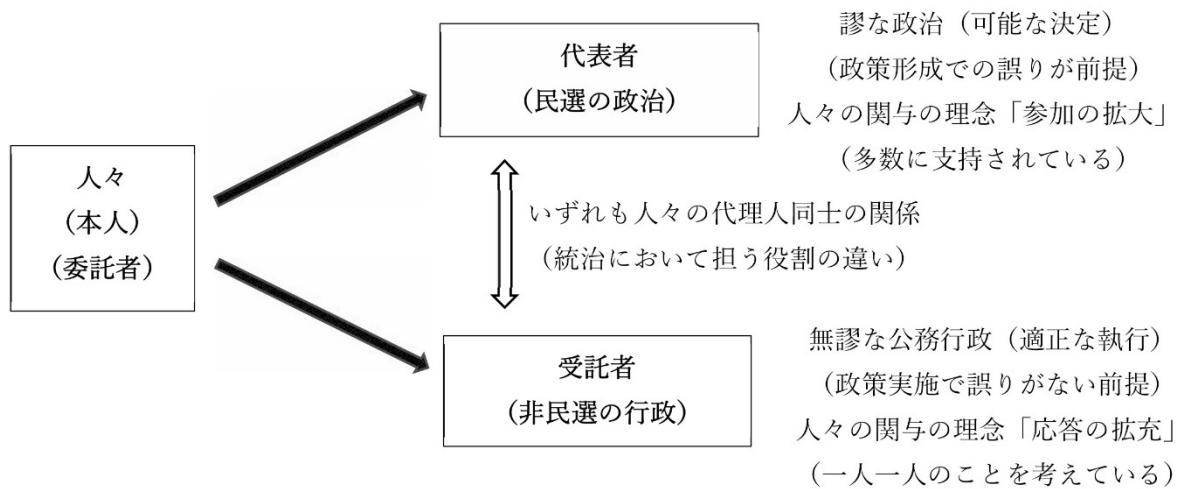 代表者
(民選の政治)
謬な政治（可能な決定）
（政策形成での誤りが前提）
人々の関与の理念「参加の拡大」
（多数に支持されている）
人々
(本人)
(委託者)
いずれも人々の代理人同士の関係
（統治において担う役割の違い）
受託者
(非民選の行政)
無謬な公務行政（適正な執行）
（政策実施で誤りがない前提）
人々の関与の理念「応答の拡充」
（一人一人のことを考えている）